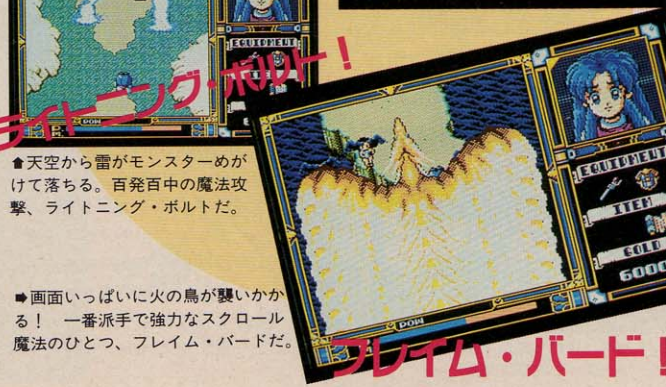 EQUIPMENT
ライトニング・ボルト！
POW
⬆天空から雷がモンスターめが
けて落ちる。百発百中の魔法攻
撃、ライトニング・ボルトだ。
EQUIPMENT
ITEM
GOLD
6000
POW
➡画面いっぱいに火の鳥が襲いかか
る！　一番派手で強力なスクロール
魔法のひとつ、フレイム・バードだ。
フレイム・バード！